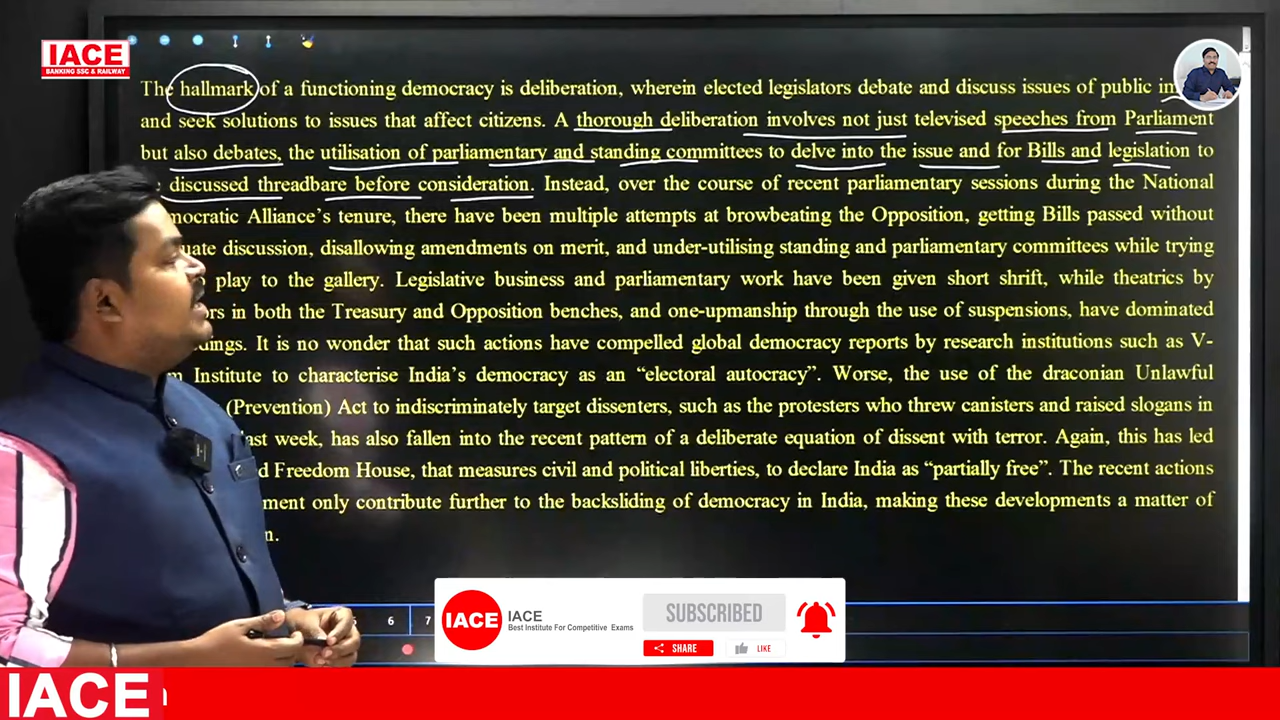 IACE
BANKING SSC & RAILWAY
The hallmark of a functioning democracy is deliberation, wherein elected legislators debate and discuss issues of public
and seek solutions to issues that affect citizens. A thorough deliberation involves not just televised speeches from Parliament
but also debates, the utilisation of parliamentary and standing committees to delve into the issue and for Bills and legislation to
discussed threadbare before consideration. Instead, over the course of recent parliamentary sessions during the National
Alliance’s tenure, there have been multiple attempts at browbeating the Opposition, getting Bills passed without
discussion, disallowing amendments on merit, and under-utilising standing and parliamentary committees while trying
play to the gallery. Legislative business and parliamentary work have been given short shrift, while theatrics by
in both the Treasury and Opposition benches, and one-upmanship through the use of suspensions, have dominated
It is no wonder that such actions have compelled global democracy reports by research institutions such as V-
Institute to characterise India’s democracy as an “electoral autocracy”. Worse, the use of the draconian Unlawful
(Prevention) Act to indiscriminately target dissenters, such as the protesters who threw canisters and raised slogans in
last week, has also fallen into the recent pattern of a deliberate equation of dissent with terror. Again, this has led
Freedom House, that measures civil and political liberties, to declare India as “partially free”. The recent actions
only contribute further to the backsliding of democracy in India, making these developments a matter of
6 7
IACE
IACE
Best Institute For Competitive Exams
SUBSCRIBED
SHARE
LIKE
IACE